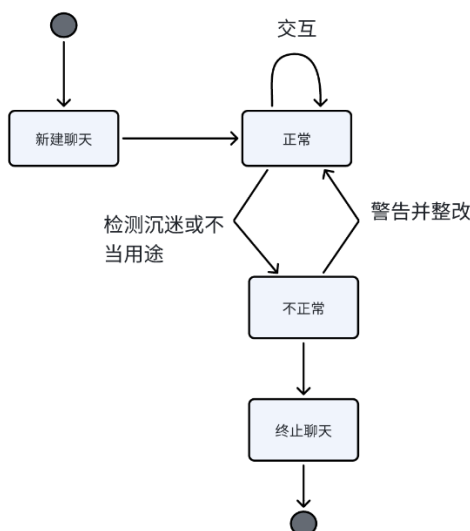 交互
新建聊天
正常
检测沉迷或不
当用途
警告并整改
不正常
终止聊天